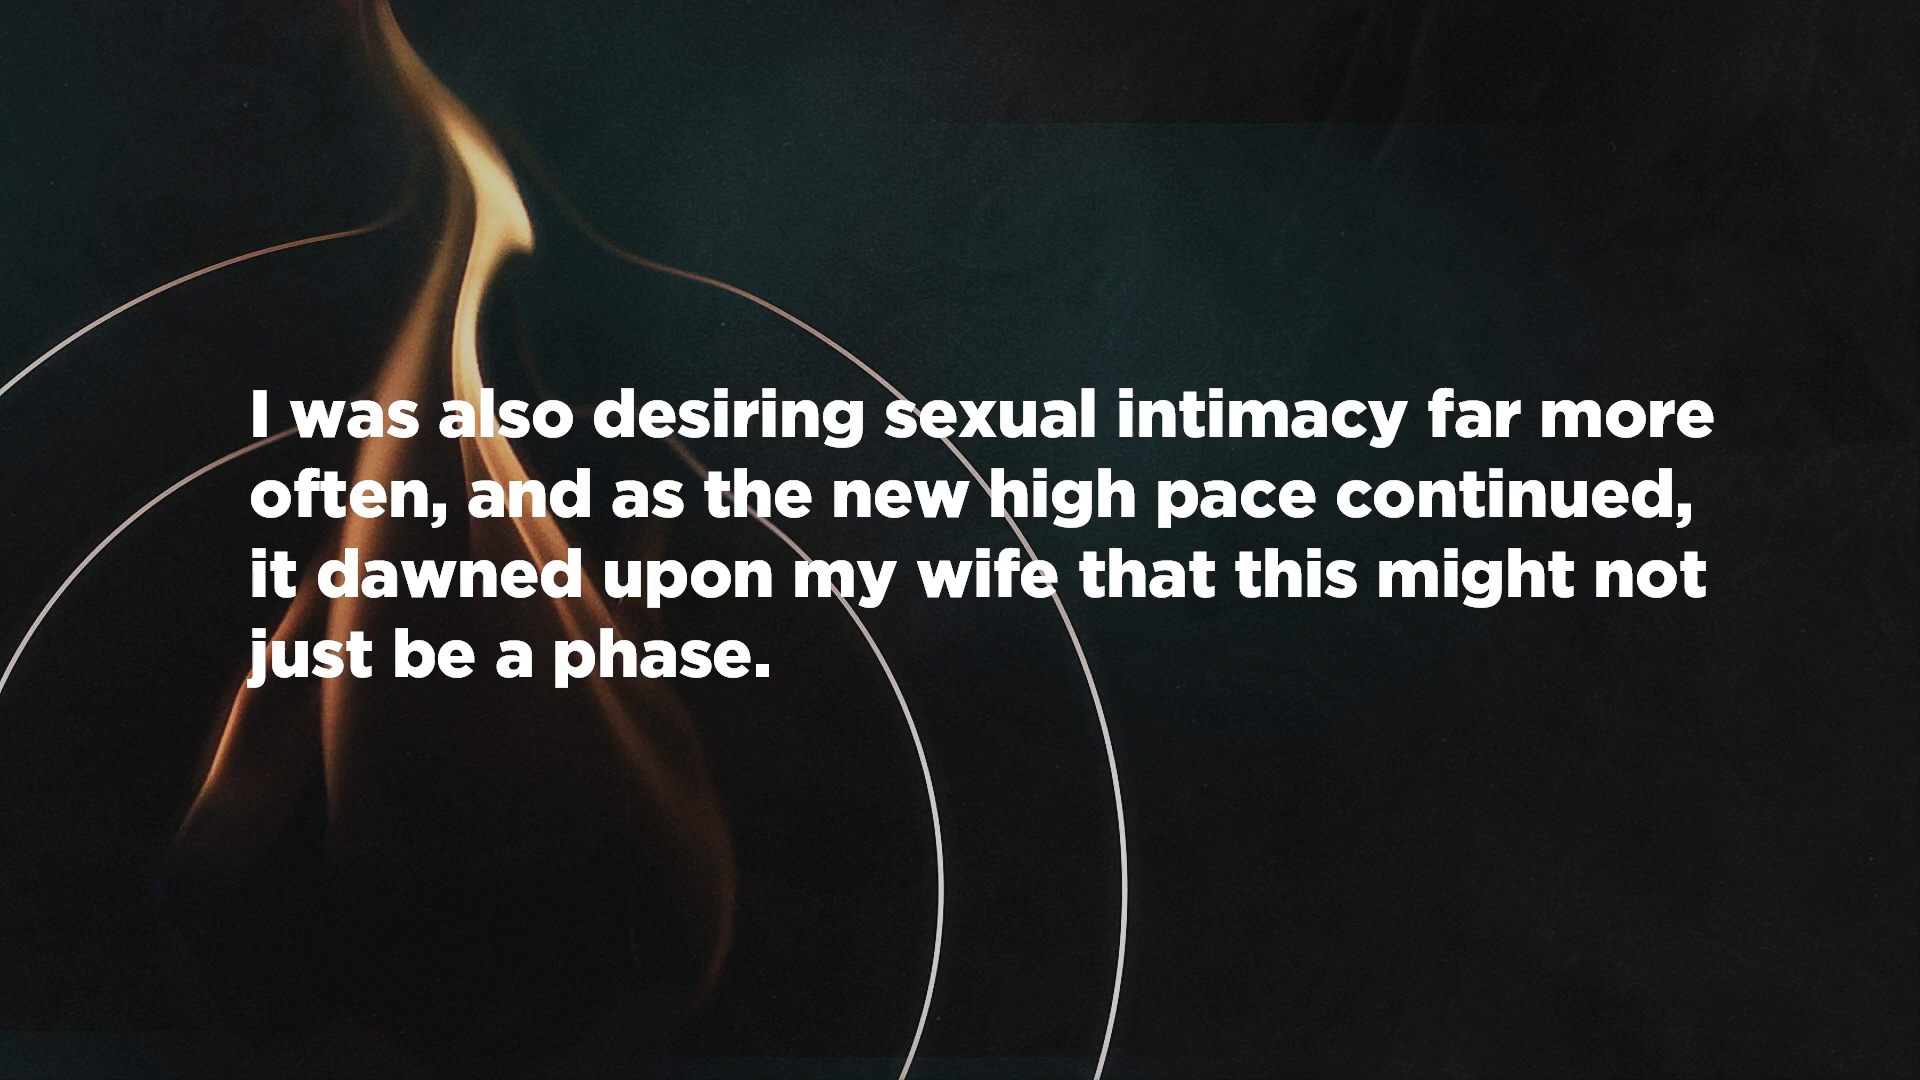 I was also desiring sexual intimacy far more
often, and as the new high pace continued,
it dawned upon my wife that this might not
just be a phase.